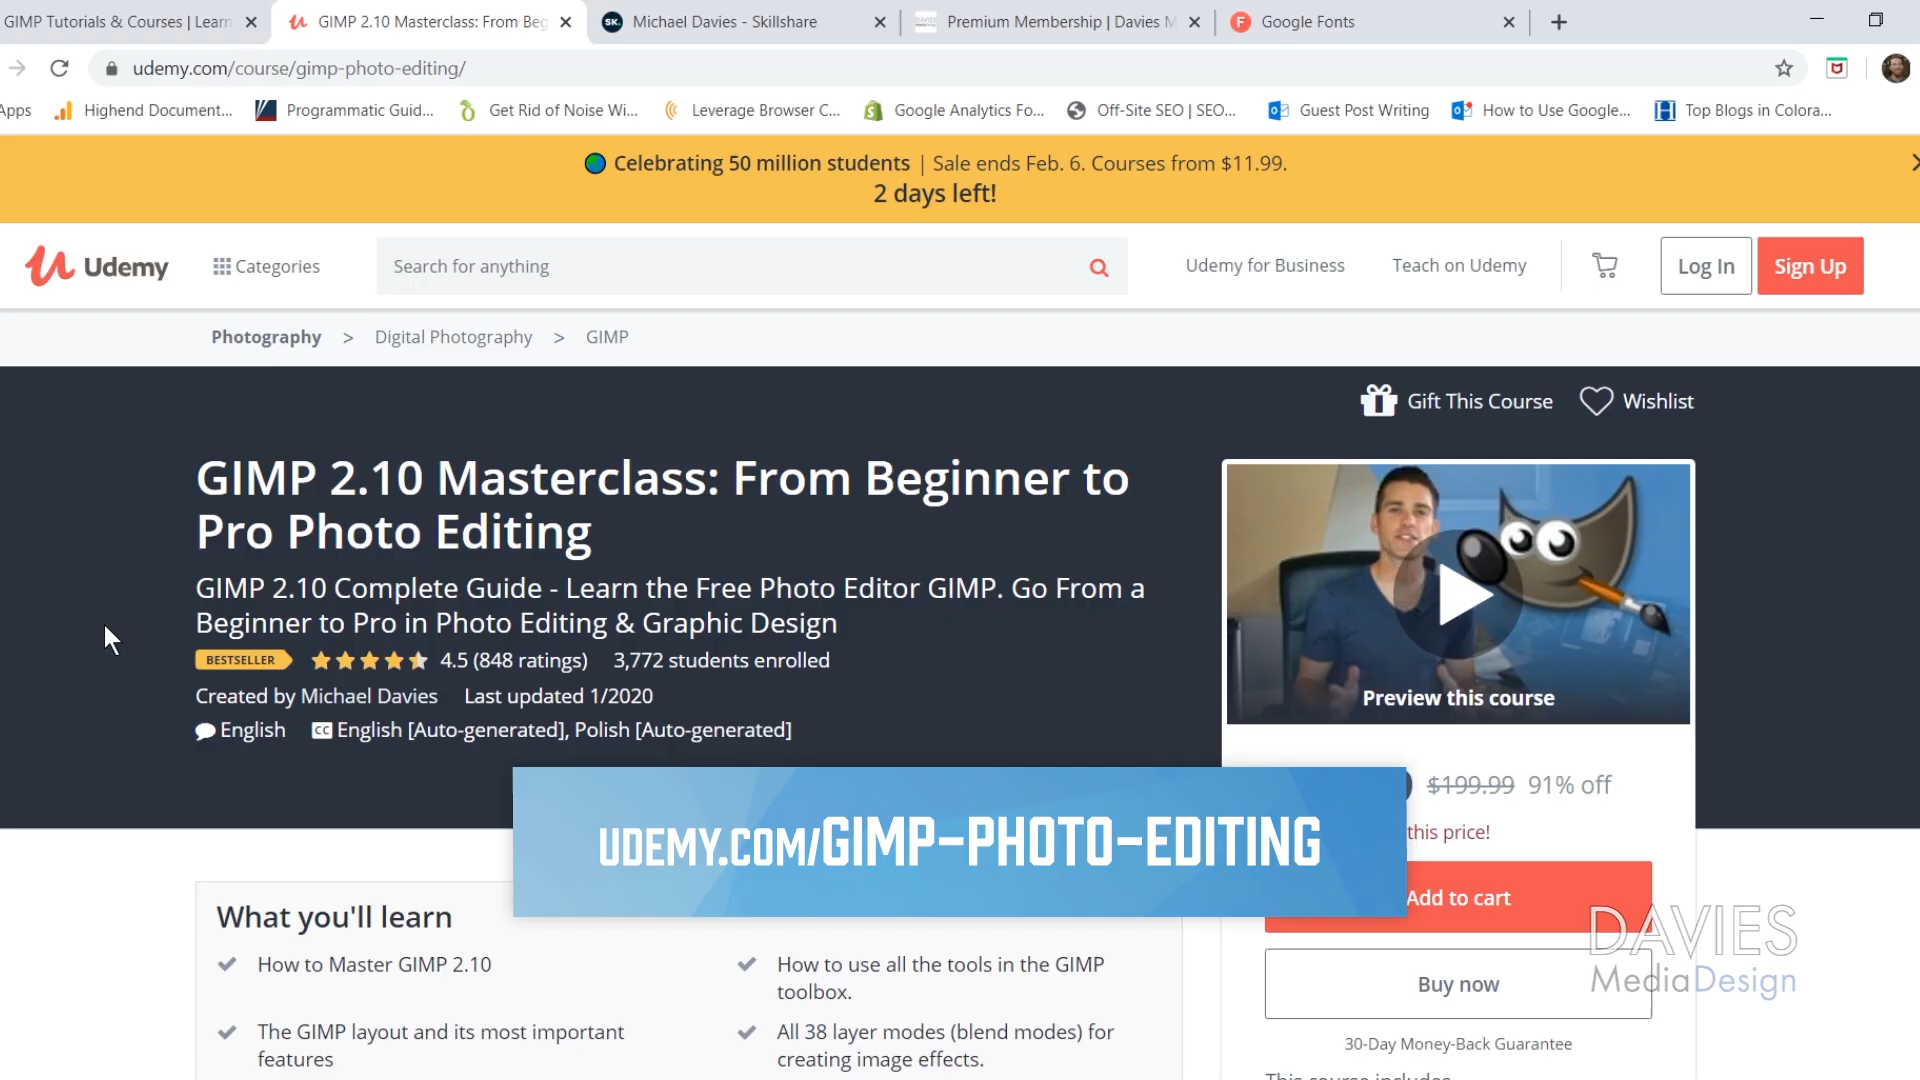 GIMP Tutorials & Courses | Learn
GIMP 2.10 Masterclass: From Beg
Michael Davies - Skillshare
Premium Membership | Davies M
Google Fonts
udemy.com/course/gimp-photo-editing/
Apps
Highend Document...
Programmatic Guid...
Get Rid of Noise Wi...
Leverage Browser C...
Google Analytics Fo...
Off-Site SEO | SEO...
Guest Post Writing
How to Use Google...
Top Blogs in Colora...
Celebrating 50 million students | Sale ends Feb. 6. Courses from $11.99.
2 days left!
Udemy
Categories
Search for anything
Udemy for Business
Teach on Udemy
Log In
Sign Up
Photography > Digital Photography > GIMP
Gift This Course
Wishlist
GIMP 2.10 Masterclass: From Beginner to
Pro Photo Editing
GIMP 2.10 Complete Guide - Learn the Free Photo Editor GIMP. Go From a
Beginner to Pro in Photo Editing & Graphic Design
BESTSELLER 4.5 (848 ratings) 3,772 students enrolled
Created by Michael Davies Last updated 1/2020
English CC English [Auto-generated], Polish [Auto-generated]
Preview this course
$199.99 91% off
this price!
UDEMY.COM/GIMP-PHOTO-EDITING
Add to cart
Buy now
30-Day Money-Back Guarantee
This course includes
DAVIES
MediaDesign
What you'll learn
How to Master GIMP 2.10
The GIMP layout and its most important
features
How to use all the tools in the GIMP
toolbox.
All 38 layer modes (blend modes) for
creating image effects.